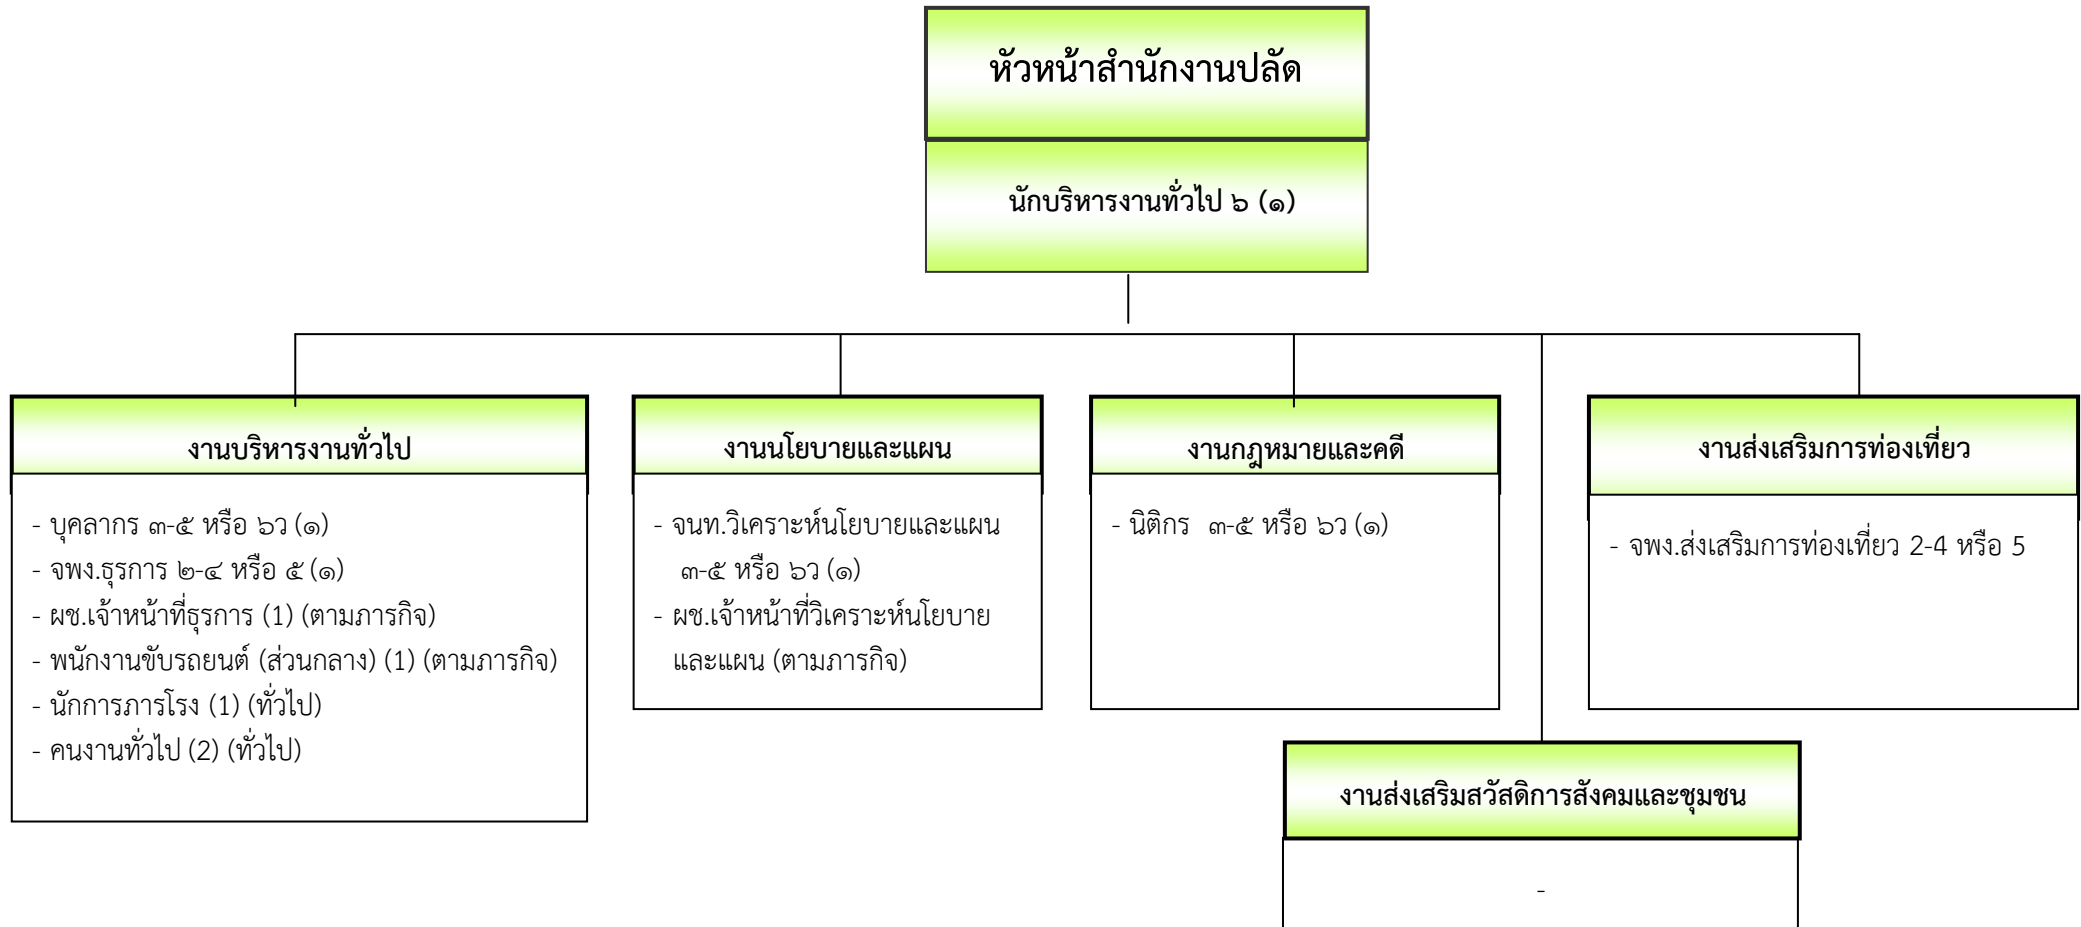 หัวหน้าสำนักงานปลัด
นักบริหารงานทั่วไป ๖ (๑)
งานบริหารงานทั่วไป
- บุคลากร ๓-๕ หรือ ๖ว (๑)
- จพง.ธุรการ ๒-๔ หรือ ๕ (๑)
- ผช.เจ้าหน้าที่ธุรการ (1) (ตามภารกิจ)
- พนักงานขับรถยนต์ (ส่วนกลาง) (1) (ตามภารกิจ)
- นักการภารโรง (1) (ทั่วไป)
- คนงานทั่วไป (2) (ทั่วไป)
งานนโยบายและแผน
- จนท.วิเคราะห์นโยบายและแผน
๓-๕ หรือ ๖ว (๑)
- ผช.เจ้าหน้าที่วิเคราะห์นโยบาย
และแผน (ตามภารกิจ)
งานกฎหมายและคดี
- นิติกร ๓-๕ หรือ ๖ว (๑)
งานส่งเสริมการท่องเที่ยว
- จพง.ส่งเสริมการท่องเที่ยว 2-4 หรือ 5
งานส่งเสริมสวัสดิการสังคมและชุมชน
-